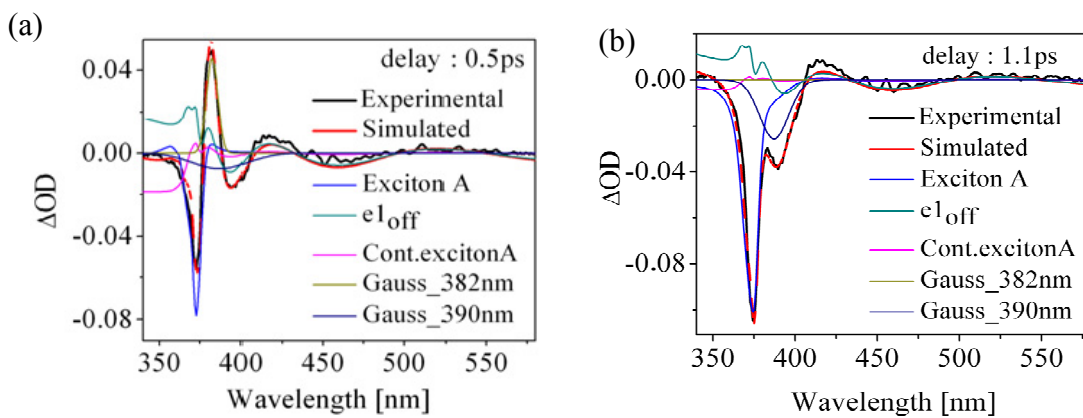 (a)
delay : 0.5ps
Experimental
Simulated
Exciton A
e1off
Cont.excitonA
Gauss_382nm
Gauss_390nm
0.04
0.00
-0.04
-0.08
ΔOD
350 400 450 500 550
Wavelength [nm]
(b)
delay : 1.1ps
Experimental
Simulated
Exciton A
e1off
Cont.excitonA
Gauss_382nm
Gauss_390nm
0.00
-0.04
-0.08
ΔOD
350 400 450 500 550
Wavelength [nm]